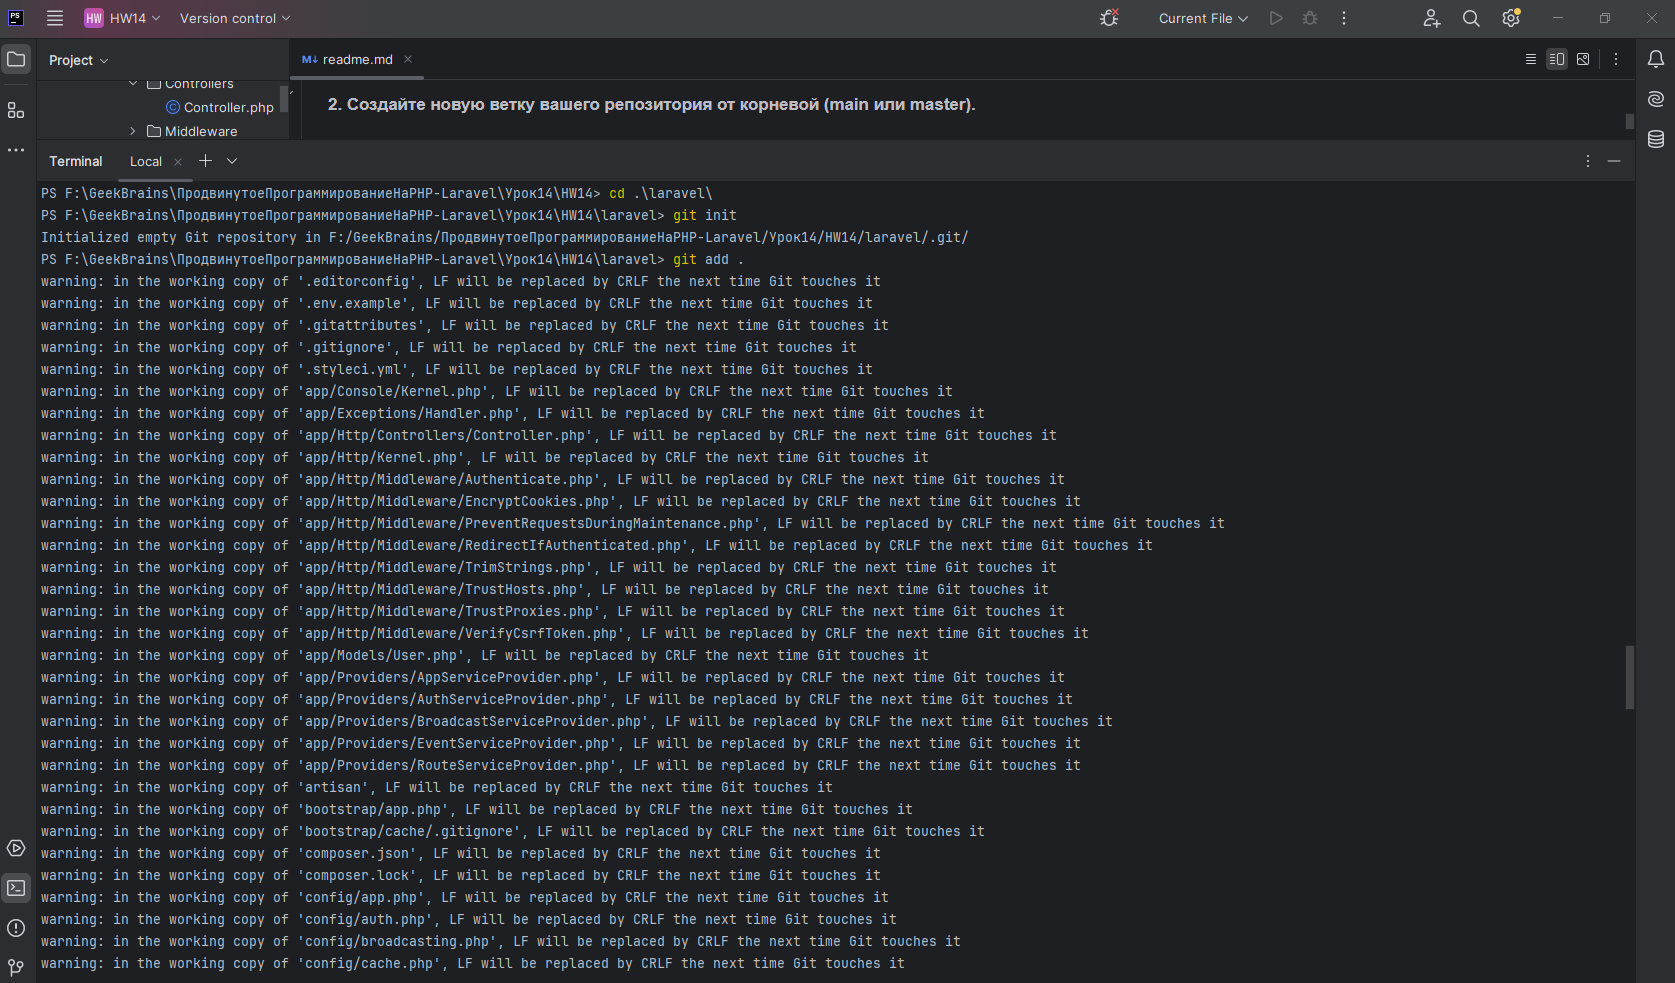 PS HW HW14 Version control Current File
Project readme.md
Controllers
Controller.php
Middleware
2. Создайте новую ветку вашего репозитория от корневой (main или master).
Terminal Local
PS F:\GeekBrains\ПродвинутоеПрограммированиеНаPHP-Laravel\Урок14\HW14> cd .\laravel\
PS F:\GeekBrains\ПродвинутоеПрограммированиеНаPHP-Laravel\Урок14\HW14\laravel> git init
Initialized empty Git repository in F:/GeekBrains/ПродвинутоеПрограммированиеНаPHP-Laravel/Урок14/HW14/laravel/.git/
PS F:\GeekBrains\ПродвинутоеПрограммированиеНаPHP-Laravel\Урок14\HW14\laravel> git add .
warning: in the working copy of '.editorconfig', LF will be replaced by CRLF the next time Git touches it
warning: in the working copy of '.env.example', LF will be replaced by CRLF the next time Git touches it
warning: in the working copy of '.gitattributes', LF will be replaced by CRLF the next time Git touches it
warning: in the working copy of '.gitignore', LF will be replaced by CRLF the next time Git touches it
warning: in the working copy of '.styleci.yml', LF will be replaced by CRLF the next time Git touches it
warning: in the working copy of 'app/Console/Kernel.php', LF will be replaced by CRLF the next time Git touches it
warning: in the working copy of 'app/Exceptions/Handler.php', LF will be replaced by CRLF the next time Git touches it
warning: in the working copy of 'app/Http/Controllers/Controller.php', LF will be replaced by CRLF the next time Git touches it
warning: in the working copy of 'app/Http/Kernel.php', LF will be replaced by CRLF the next time Git touches it
warning: in the working copy of 'app/Http/Middleware/Authenticate.php', LF will be replaced by CRLF the next time Git touches it
warning: in the working copy of 'app/Http/Middleware/EncryptCookies.php', LF will be replaced by CRLF the next time Git touches it
warning: in the working copy of 'app/Http/Middleware/PreventRequestsDuringMaintenance.php', LF will be replaced by CRLF the next time Git touches it
warning: in the working copy of 'app/Http/Middleware/RedirectIfAuthenticated.php', LF will be replaced by CRLF the next time Git touches it
warning: in the working copy of 'app/Http/Middleware/TrimStrings.php', LF will be replaced by CRLF the next time Git touches it
warning: in the working copy of 'app/Http/Middleware/TrustHosts.php', LF will be replaced by CRLF the next time Git touches it
warning: in the working copy of 'app/Http/Middleware/TrustProxies.php', LF will be replaced by CRLF the next time Git touches it
warning: in the working copy of 'app/Http/Middleware/VerifyCsrfToken.php', LF will be replaced by CRLF the next time Git touches it
warning: in the working copy of 'app/Models/User.php', LF will be replaced by CRLF the next time Git touches it
warning: in the working copy of 'app/Providers/AppServiceProvider.php', LF will be replaced by CRLF the next time Git touches it
warning: in the working copy of 'app/Providers/AuthServiceProvider.php', LF will be replaced by CRLF the next time Git touches it
warning: in the working copy of 'app/Providers/BroadcastServiceProvider.php', LF will be replaced by CRLF the next time Git touches it
warning: in the working copy of 'app/Providers/EventServiceProvider.php', LF will be replaced by CRLF the next time Git touches it
warning: in the working copy of 'app/Providers/RouteServiceProvider.php', LF will be replaced by CRLF the next time Git touches it
warning: in the working copy of 'artisan', LF will be replaced by CRLF the next time Git touches it
warning: in the working copy of 'bootstrap/app.php', LF will be replaced by CRLF the next time Git touches it
warning: in the working copy of 'bootstrap/cache/.gitignore', LF will be replaced by CRLF the next time Git touches it
warning: in the working copy of 'composer.json', LF will be replaced by CRLF the next time Git touches it
warning: in the working copy of 'composer.lock', LF will be replaced by CRLF the next time Git touches it
warning: in the working copy of 'config/app.php', LF will be replaced by CRLF the next time Git touches it
warning: in the working copy of 'config/auth.php', LF will be replaced by CRLF the next time Git touches it
warning: in the working copy of 'config/broadcasting.php', LF will be replaced by CRLF the next time Git touches it
warning: in the working copy of 'config/cache.php', LF will be replaced by CRLF the next time Git touches it